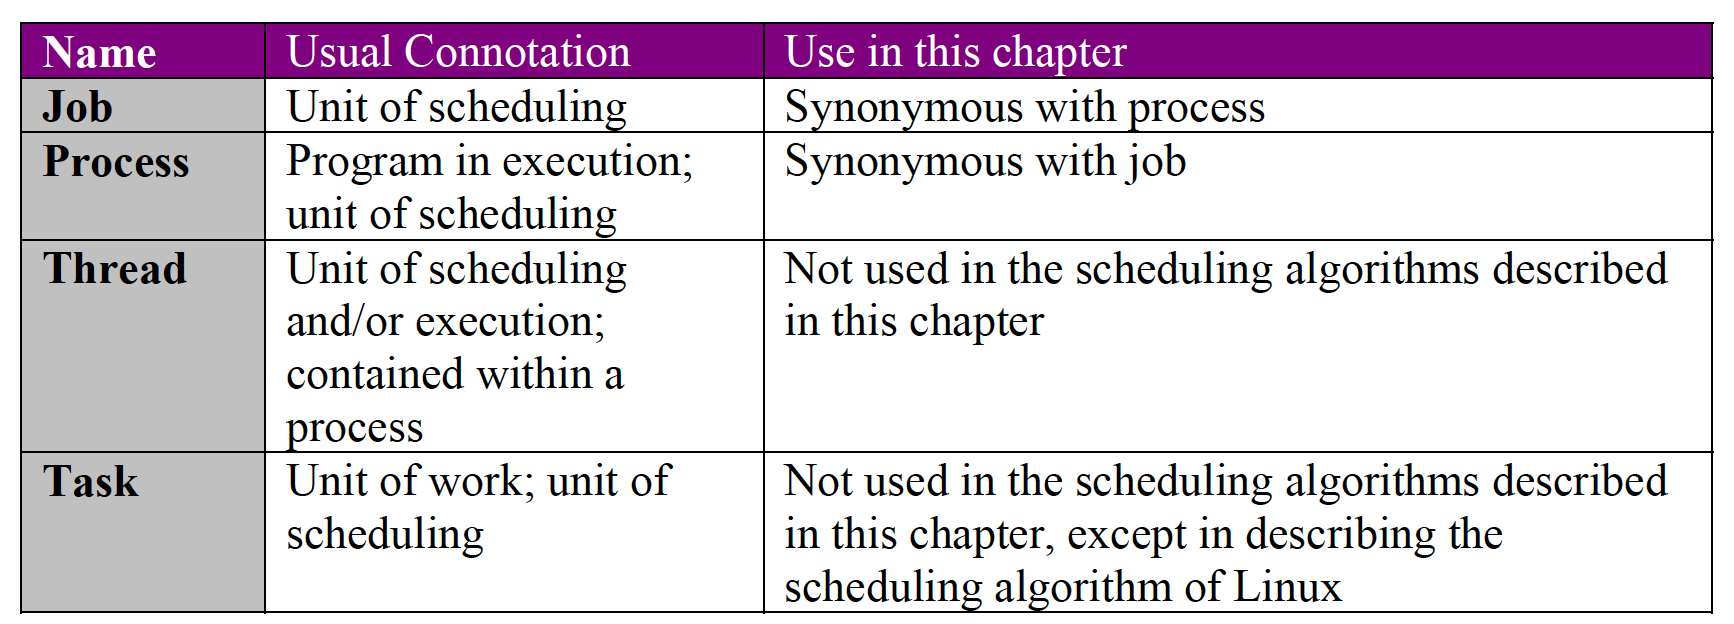 Name Usual Connotation Use in this chapter
Job Unit of scheduling Synonymous with process
Process Program in execution; Synonymous with job
unit of scheduling
Thread Unit of scheduling Not used in the scheduling algorithms described
and/or execution; in this chapter
contained within a
process
Task Unit of work; unit of Not used in the scheduling algorithms described
scheduling in this chapter, except in describing the
scheduling algorithm of Linux